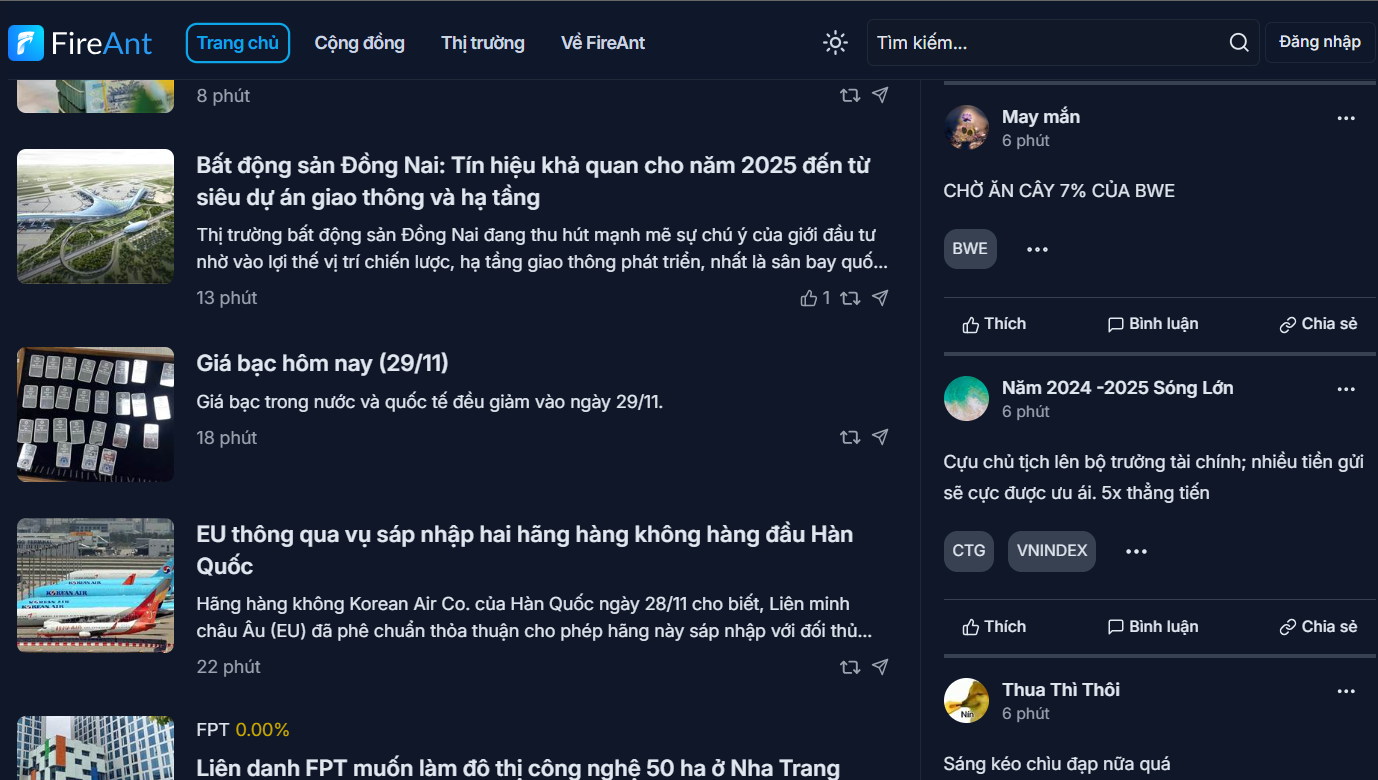 FireAnt
Trang chủ
Cộng đồng
Thị trường
Về FireAnt
Tìm kiếm...
Đăng nhập
8 phút
Bất động sản Đồng Nai: Tín hiệu khả quan cho năm 2025 đến từ
siêu dự án giao thông và hạ tầng
Thị trường bất động sản Đồng Nai đang thu hút mạnh mẽ sự chú ý của giới đầu tư
nhờ vào lợi thế vị trí chiến lược, hạ tầng giao thông phát triển, nhất là sân bay quố...
13 phút
1
Giá bạc hôm nay (29/11)
Giá bạc trong nước và quốc tế đều giảm vào ngày 29/11.
18 phút
EU thông qua vụ sáp nhập hai hãng hàng không hàng đầu Hàn
Quốc
Hãng hàng không Korean Air Co. của Hàn Quốc ngày 28/11 cho biết, Liên minh
châu Âu (EU) đã phê chuẩn thỏa thuận cho phép hãng này sáp nhập với đối thủ...
22 phút
FPT 0.00%
Liên danh FPT muốn làm đô thị công nghệ 50 ha ở Nha Trang
May mắn
6 phút
CHỜ ĂN CÂY 7% CỦA BWE
BWE
Thích
Bình luận
Chia sẻ
Năm 2024 -2025 Sóng Lớn
6 phút
Cựu chủ tịch lên bộ trưởng tài chính; nhiều tiền gửi
sẽ cực được ưu ái. 5x thẳng tiến
CTG
VNINDEX
Thích
Bình luận
Chia sẻ
Nín
Thua Thì Thôi
6 phút
Sáng kéo chìu đạp nữa quá